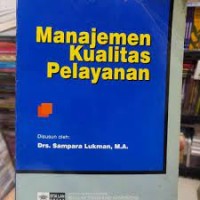 Manajemen
Kualitas
Pelayanan
Disusun oleh:
Drs. Sampara Lukman, M.A.